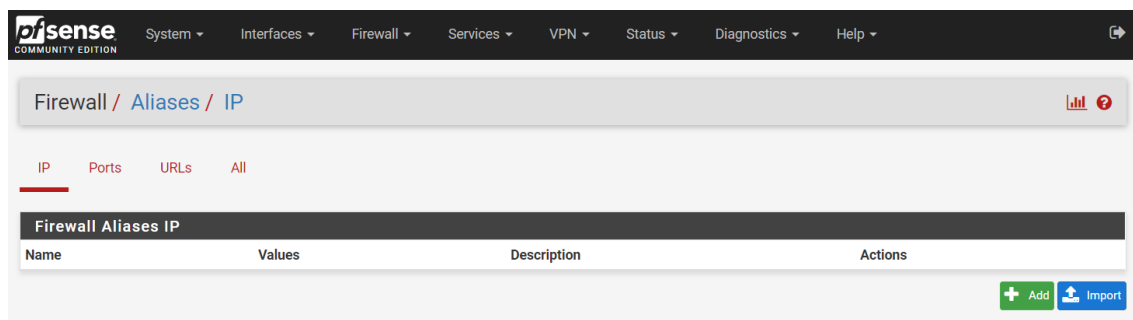 pfsense System Interfaces Firewall Services VPN Status Diagnostics Help
COMMUNITY EDITION
Firewall / Aliases / IP
IP Ports URLs All
Firewall Aliases IP
Name Values Description Actions
Add Import